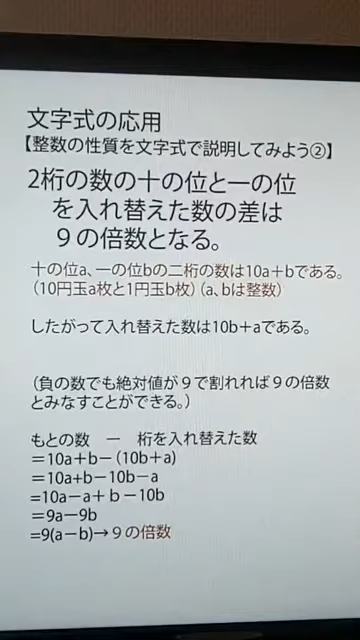 文字式の応用
【整数の性質を文字式で説明してみよう②】
2桁の数の十の位と一の位
を入れ替えた数の差は
９の倍数となる。
十の位a、一の位bの二桁の数は10a＋bである。
（10円玉a枚と1円玉b枚）（a、bは整数）
したがって入れ替えた数は10b＋aである。
（負の数でも絶対値が９で割れれば９の倍数
とみなすことができる。）
もとの数　ー　桁を入れ替えた数
＝10a＋b−（10b＋a）
＝10a+b−10b−a
=10a−a＋ｂ−10b
＝9a−9b
=9(a−b)→９の倍数